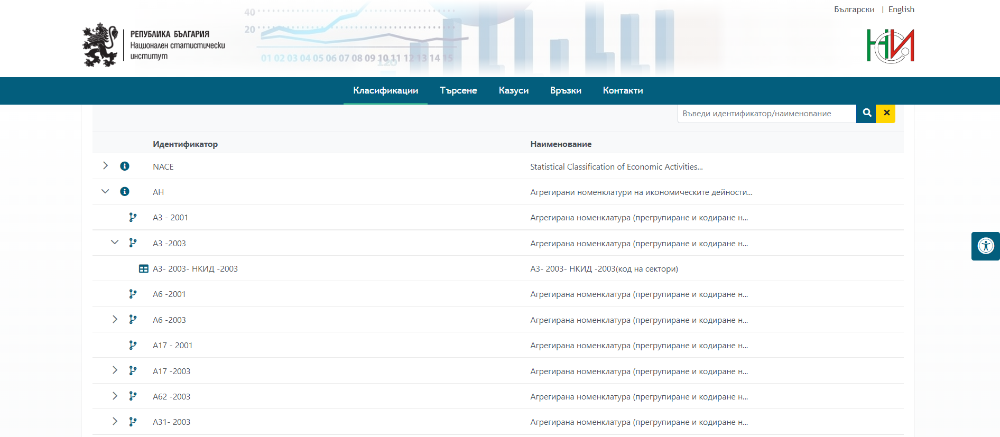 Български | English
40
20
РЕПУБЛИКА БЪЛГАРИЯ
Национален статистически
институт
01 02 03 04 05 06 07 08 09 10 11 12 13 14 15
120
НСИ
Класификации Търсене Казуси Връзки Контакти
Въведи идентификатор/наименование
Идентификатор Наименование
NACE Statistical Classification of Economic Activities...
АН Агрегирани номенклатури на икономическите дейности...
А3 - 2001 Агрегирана номенклатура (прегрупиране и кодиране н...
А3 -2003 Агрегирана номенклатура (прегрупиране и кодиране н...
А3- 2003- НКИД -2003 А3- 2003- НКИД -2003(код на сектори)
А6 -2001 Агрегирана номенклатура (прегрупиране и кодиране н...
А6 -2003 Агрегирана номенклатура (прегрупиране и кодиране н...
А17 - 2001 Агрегирана номенклатура (прегрупиране и кодиране н...
А17 -2003 Агрегирана номенклатура (прегрупиране и кодиране н...
А62 -2003 Агрегирана номенклатура (прегрупиране и кодиране н...
А31- 2003 Агрегирана номенклатура (прегрупиране и кодиране н...